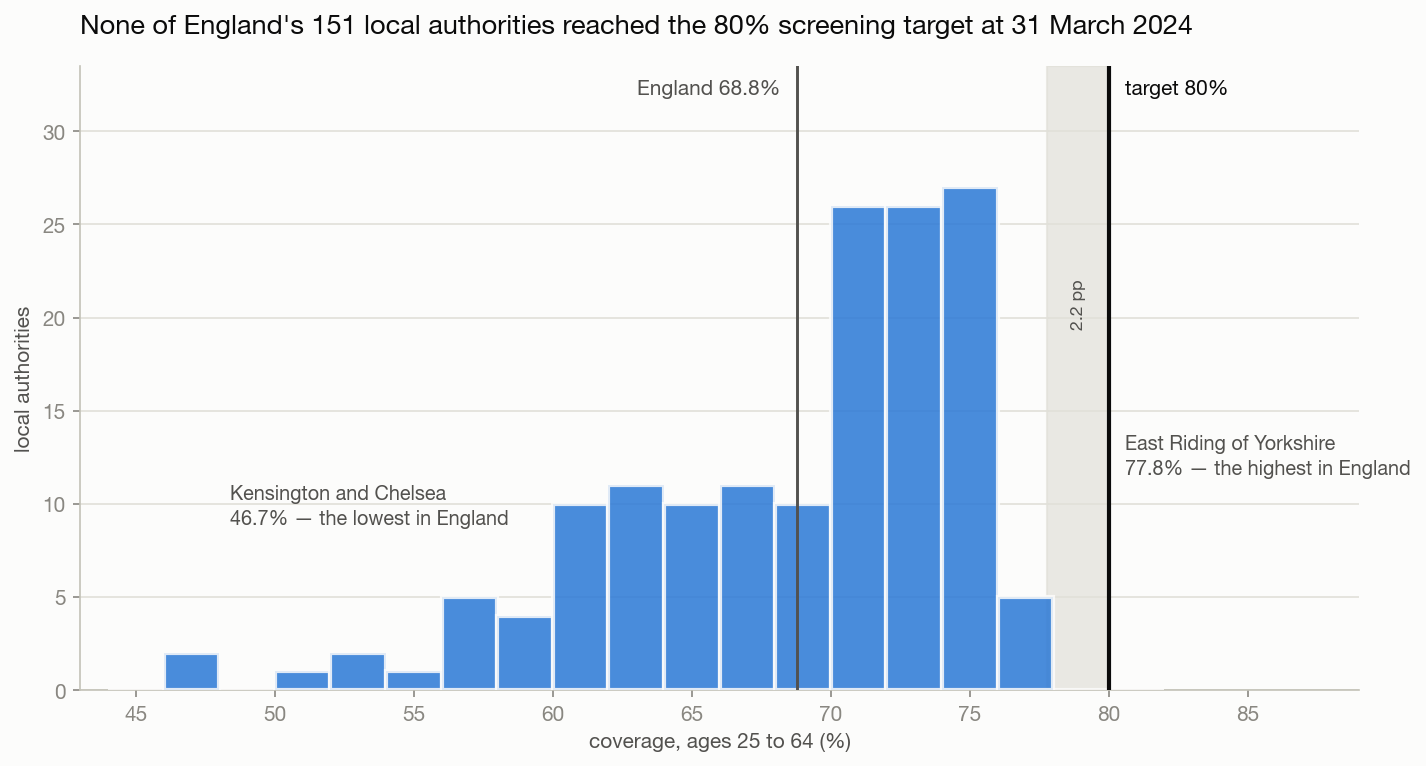 None of England's 151 local authorities reached the 80% screening target at 31 March 2024
England 68.8%
target 80%
30
25
20
15
10
5
0
local authorities
2.2 pp
East Riding of Yorkshire
77.8% — the highest in England
Kensington and Chelsea
46.7% — the lowest in England
45 50 55 60 65 70 75 80 85
coverage, ages 25 to 64 (%)